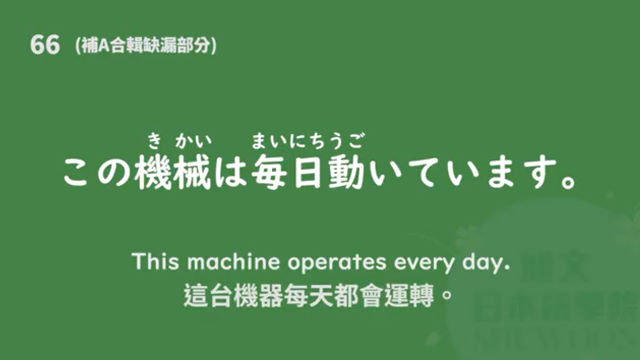 66 (補A合輯缺漏部分)
き かい まいにちうご
この機械は毎日動いています。
This machine operates every day.
這台機器每天都會運轉。